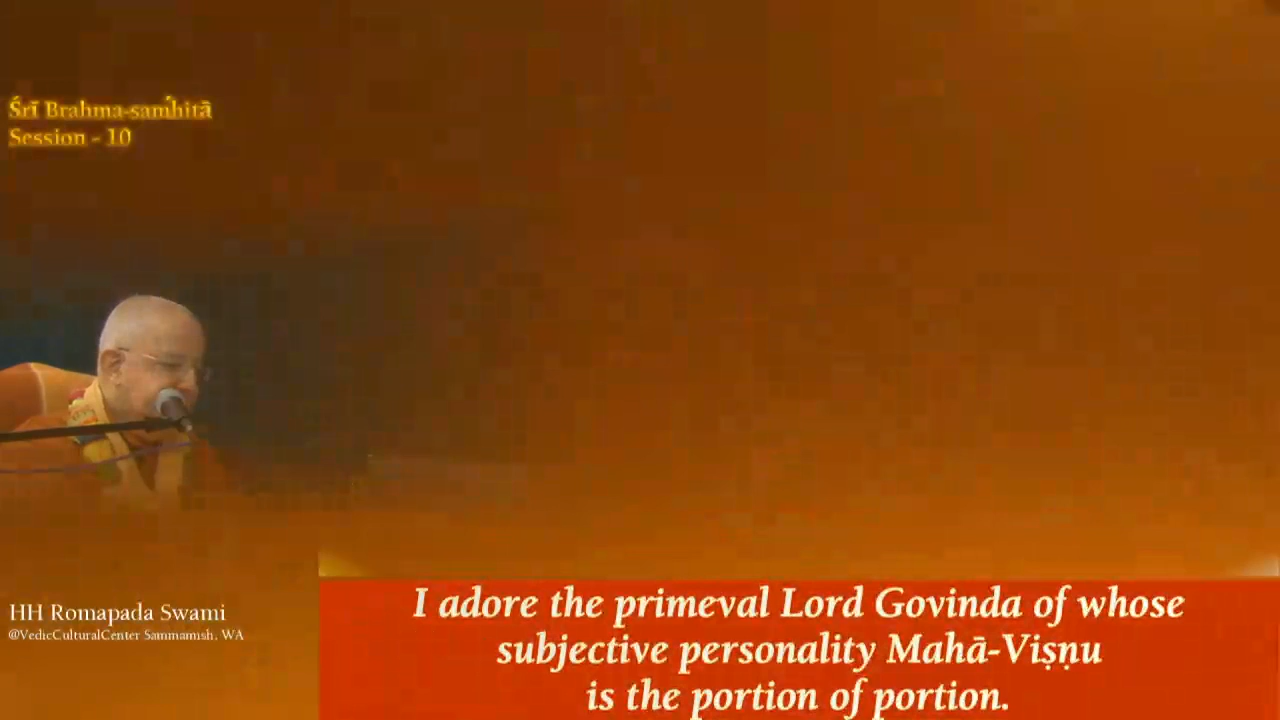 Śrī Brahma-saṁhitā
Session - 10
HH Romapada Swami
@VedicCulturalCenter Sammamsh, WA
I adore the primeval Lord Govinda of whose
subjective personality Mahā-Viṣṇu
is the portion of portion.